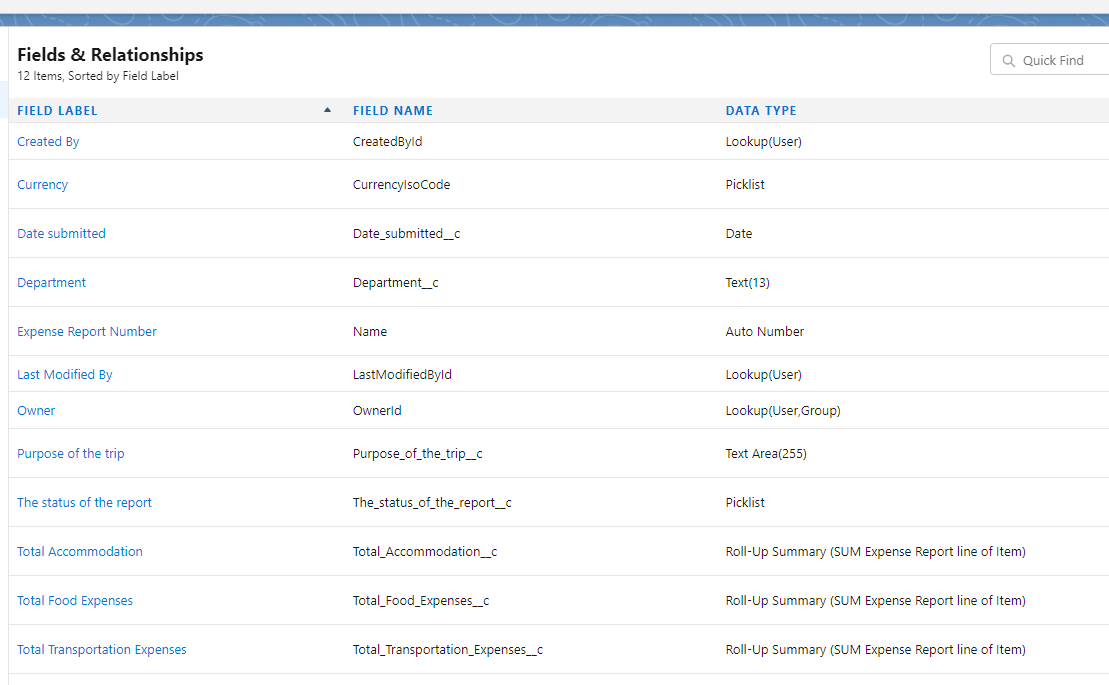 Fields & Relationships
12 Items, Sorted by Field Label
Quick Find
FIELD LABEL FIELD NAME DATA TYPE
Created By CreatedById Lookup(User)
Currency CurrencyIsoCode Picklist
Date submitted Date_submitted__c Date
Department Department__c Text(13)
Expense Report Number Name Auto Number
Last Modified By LastModifiedById Lookup(User)
Owner OwnerId Lookup(User,Group)
Purpose of the trip Purpose_of_the_trip__c Text Area(255)
The status of the report The_status_of_the_report__c Picklist
Total Accommodation Total_Accommodation__c Roll-Up Summary (SUM Expense Report line of Item)
Total Food Expenses Total_Food_Expenses__c Roll-Up Summary (SUM Expense Report line of Item)
Total Transportation Expenses Total_Transportation_Expenses__c Roll-Up Summary (SUM Expense Report line of Item)